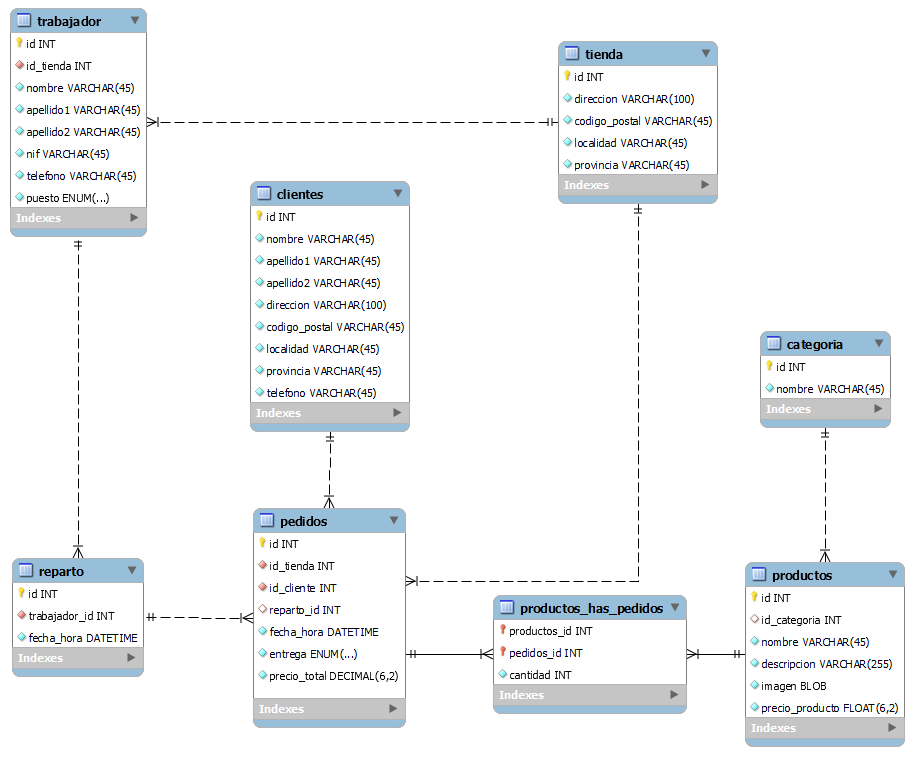 trabajador
id INT
id_tienda INT
nombre VARCHAR(45)
apellido1 VARCHAR(45)
apellido2 VARCHAR(45)
nif VARCHAR(45)
telefono VARCHAR(45)
puesto ENUM(...)
Indexes
tienda
id INT
direccion VARCHAR(100)
codigo_postal VARCHAR(45)
localidad VARCHAR(45)
provincia VARCHAR(45)
Indexes
clientes
id INT
nombre VARCHAR(45)
apellido1 VARCHAR(45)
apellido2 VARCHAR(45)
direccion VARCHAR(100)
codigo_postal VARCHAR(45)
localidad VARCHAR(45)
provincia VARCHAR(45)
telefono VARCHAR(45)
Indexes
categoria
id INT
nombre VARCHAR(45)
Indexes
reparto
id INT
trabajador_id INT
fecha_hora DATETIME
Indexes
pedidos
id INT
id_tienda INT
id_cliente INT
reparto_id INT
fecha_hora DATETIME
entrega ENUM(...)
precio_total DECIMAL(6,2)
Indexes
productos_has_pedidos
productos_id INT
pedidos_id INT
cantidad INT
Indexes
productos
id INT
id_categoria INT
nombre VARCHAR(45)
descripcion VARCHAR(255)
imagen BLOB
precio_producto FLOAT(6,2)
Indexes